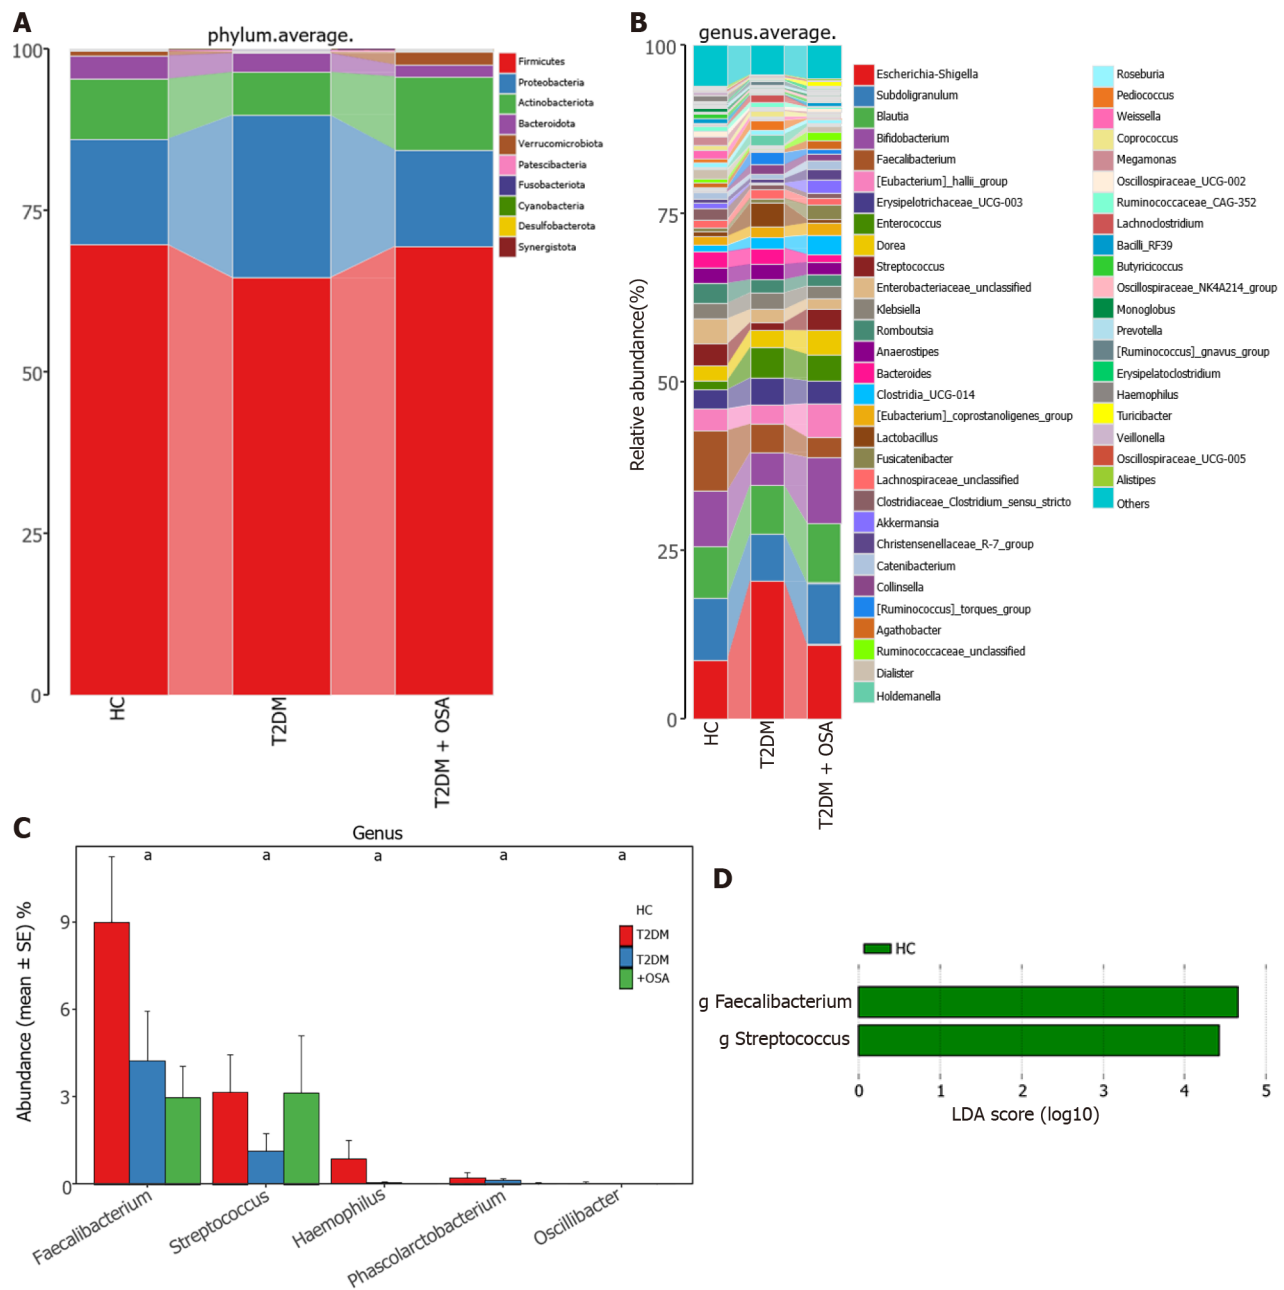 A
phylum.average.
100
75
50
25
0
HC
T2DM
T2DM + OSA
Firmicutes
Proteobacteria
Actinobacteriota
Bacteroidota
Verrucomicrobiota
Patescibacteria
Fusobacteriota
Cyanobacteria
Desulfobacterota
Synergistota
B
genus.average.
Relative abundance(%)
100
75
50
25
0
HC
T2DM
T2DM + OSA
Escherichia-Shigella
Subdoligranulum
Blautia
Bifidobacterium
Faecalibacterium
[Eubacterium]_hallii_group
Erysipelotrichaceae_UCG-003
Enterococcus
Dorea
Streptococcus
Enterobacteriaceae_unclassified
Klebsiella
Romboutsia
Anaerostipes
Bacteroides
Clostridia_UCG-014
[Eubacterium]_coprostanoligenes_group
Lactobacillus
Fusicatenibacter
Lachnospiraceae_unclassified
Clostridiaceae_Clostridium_sensu_stricto
Akkermansia
Christensenellaceae_R-7_group
Catenibacterium
Collinsella
[Ruminococcus]_torques_group
Agathobacter
Ruminococcaceae_unclassified
Dialister
Holdemanella
Roseburia
Pediococcus
Weissella
Coprococcus
Megamonas
Oscillospiraceae_UCG-002
Ruminococcaceae_CAG-352
Lachnoclostridium
Bacilli_RF39
Butyricicoccus
Oscillospiraceae_NK4A214_group
Monoglobus
Prevotella
[Ruminococcus]_gnavus_group
Erysipelatoclostridium
Haemophilus
Turicibacter
Veillonella
Oscillospiraceae_UCG-005
Alistipes
Others
C
Genus
Abundance (mean ± SE) %
9
6
3
0
a
a
a
a
a
HC
T2DM
T2DM
+OSA
Faecalibacterium
Streptococcus
Haemophilus
Phascolarctobacterium
Oscillibacter
D
HC
g Faecalibacterium
g Streptococcus
0
1
2
3
4
5
LDA score (log10)